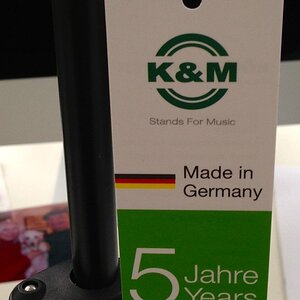 K&M
Stands For Music
Made in
Germany
5 Jahre
Years